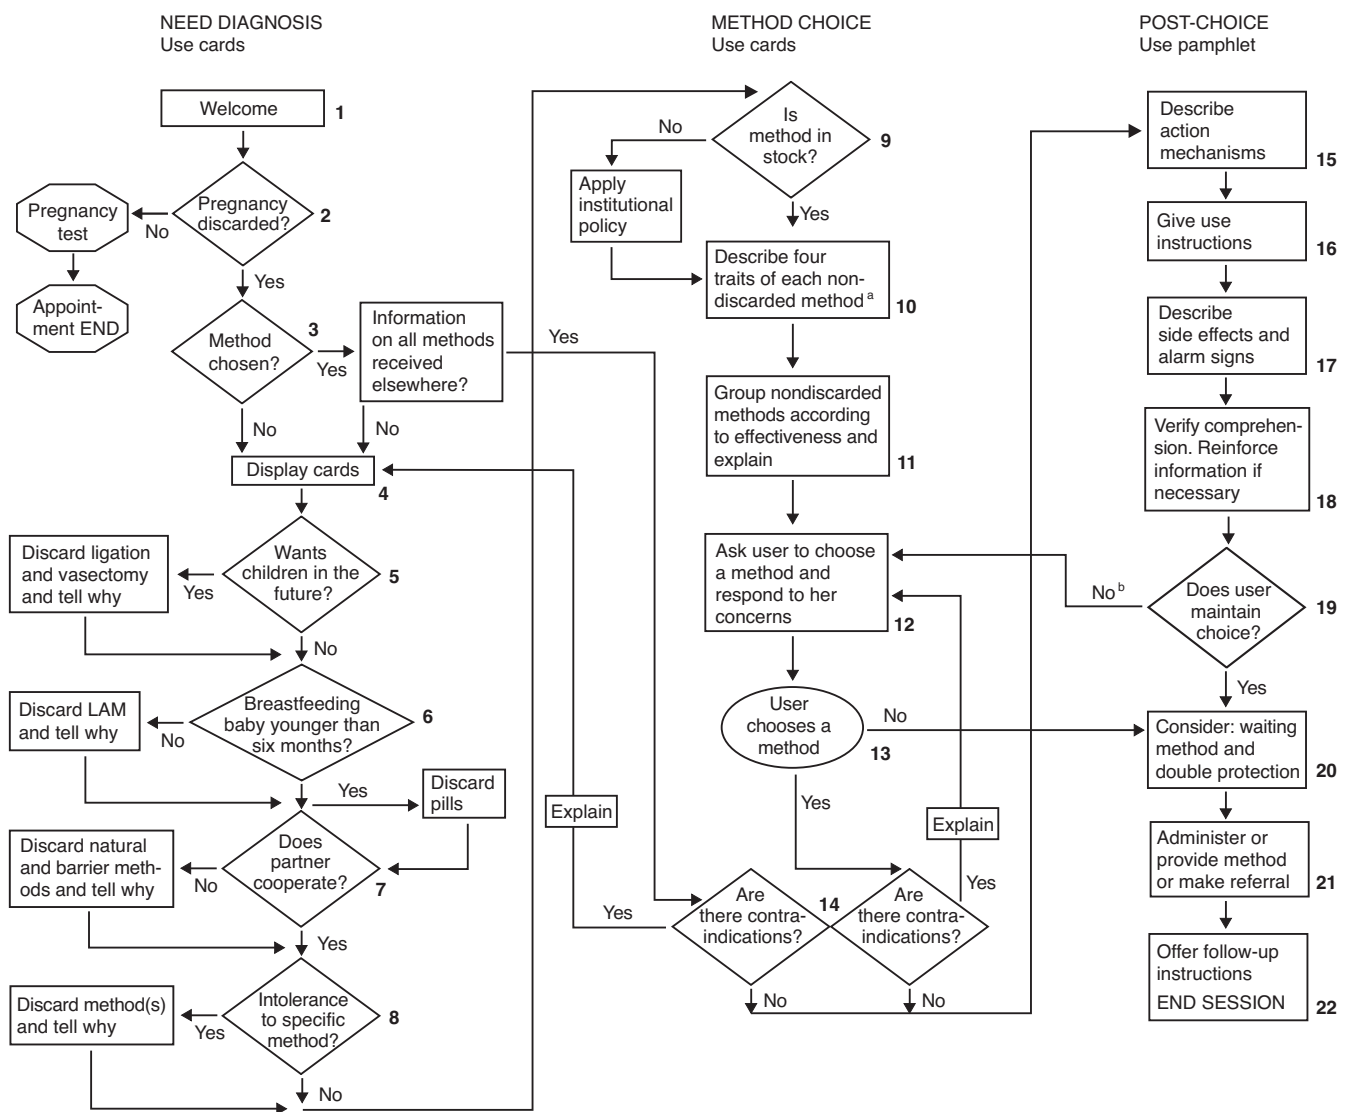 NEED DIAGNOSIS
Use cards
Welcome
1
Pregnancy
discarded?
2
No
Pregnancy
test
Appoint-
ment END
Yes
Method
chosen?
3
Yes
Information
on all methods
received
elsewhere?
Yes
No
No
Display cards
4
Wants
children in the
future?
5
Yes
Discard ligation
and vasectomy
and tell why
No
Breastfeeding
baby younger than
six months?
6
No
Discard LAM
and tell why
Yes
Discard
pills
Does
partner
cooperate?
7
No
Discard natural
and barrier meth-
ods and tell why
Yes
Intolerance
to specific
method?
8
Yes
Discard method(s)
and tell why
No
METHOD CHOICE
Use cards
Is
method in
stock?
9
No
Apply
institutional
policy
Yes
Describe four
traits of each non-
discarded method a
10
Group nondiscarded
methods according
to effectiveness and
explain
11
Ask user to choose
a method and
respond to her
concerns
12
User
chooses a
method
13
No
Yes
Explain
Explain
Are
there contra-
indications?
14
Are
there contra-
indications?
Yes
Yes
No
No
POST-CHOICE
Use pamphlet
Describe
action
mechanisms
15
Give use
instructions
16
Describe
side effects and
alarm signs
17
Verify comprehen-
sion. Reinforce
information if
necessary
18
Does user
maintain
choice?
19
No b
Yes
Consider: waiting
method and
double protection
20
Administer or
provide method
or make referral
21
Offer follow-up
instructions
END SESSION
22